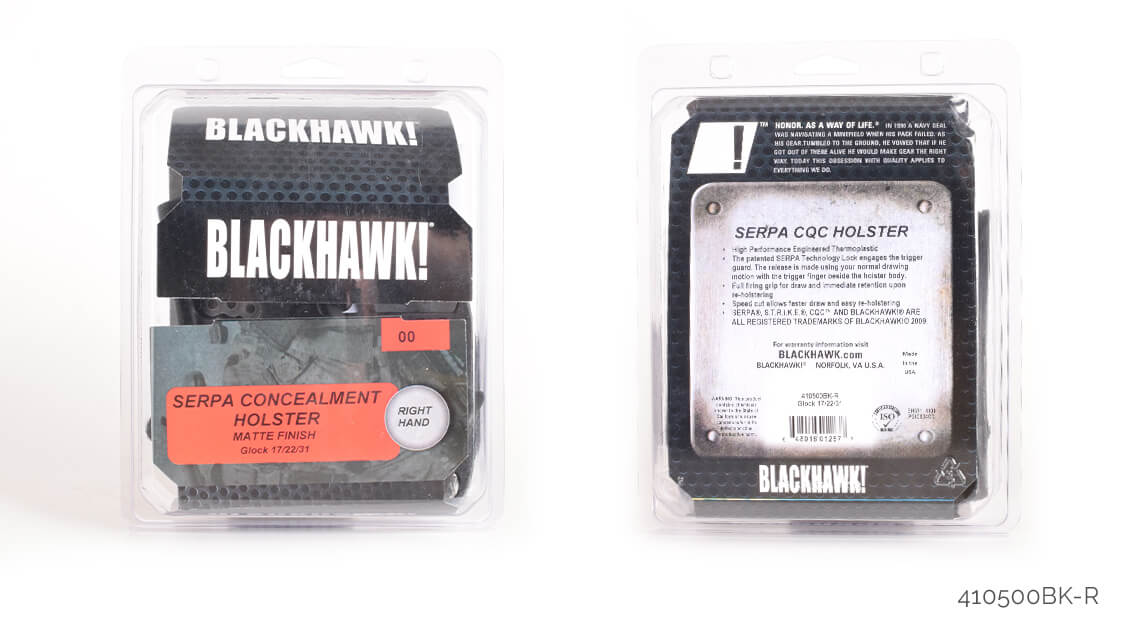 BLACKHAWK!
BLACKHAWK!®
00
SERPA CONCEALMENT
HOLSTER
MATTE FINISH
Glock 17/22/31
RIGHT
HAND
!™ HONOR. AS A WAY OF LIFE.® IN 1990 A NAVY SEAL
WAS NAVIGATING A MINEFIELD WHEN HIS PACK FAILED. AS
HIS GEAR TUMBLED TO THE GROUND, HE VOWED THAT IF HE
GOT OUT OF THERE ALIVE HE WOULD MAKE GEAR THE RIGHT
WAY. TODAY THIS OBSESSION WITH QUALITY APPLIES TO
EVERYTHING WE DO.
SERPA CQC HOLSTER
• High Performance Engineered Thermoplastic
• The patented SERPA Technology Lock engages the trigger
guard. The release is made using your normal drawing
motion with the trigger finger beside the holster body.
• Full firing grip for draw and immediate retention upon
re-holstering
• Speed cut allows faster draw and easy re-holstering
• SERPA®, S.T.R.I.K.E.®, CQC™ AND BLACKHAWK!® ARE
ALL REGISTERED TRADEMARKS OF BLACKHAWK!© 2009
For warranty information visit
BLACKHAWK.com
BLACKHAWK!® NORFOLK, VA U.S.A.
Made
In the
USA
410500BK-R
Glock 17/22/31
ISO
BLACKHAWK!
410500BK-R